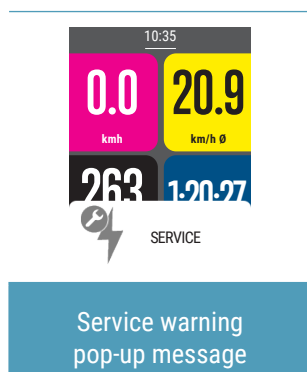 10:35
0.0 20.9
kmh km/h Ø
263 1:20:27
SERVICE
Service warning
pop-up message